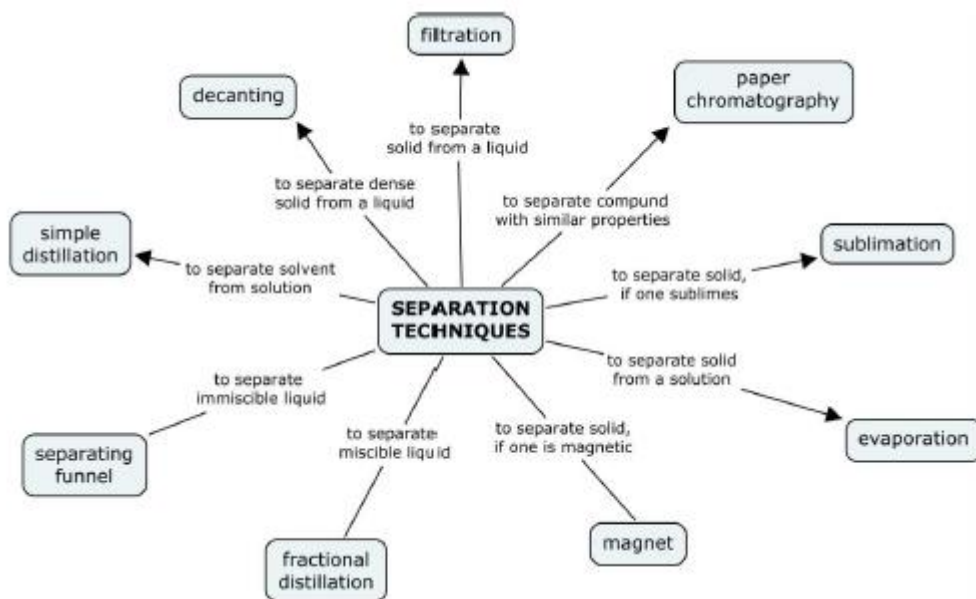 filtration
paper
chromatography
decanting
to separate
solid from a liquid
to separate dense
solid from a liquid
to separate compund
with similar properties
simple
distillation
sublimation
to separate solvent
from solution
to separate solid,
if one sublimes
SEPARATION
TECHNIQUES
to separate
immiscible liquid
to separate solid
from a solution
to separate
miscible liquid
to separate solid,
if one is magnetic
separating
funnel
evaporation
fractional
distillation
magnet